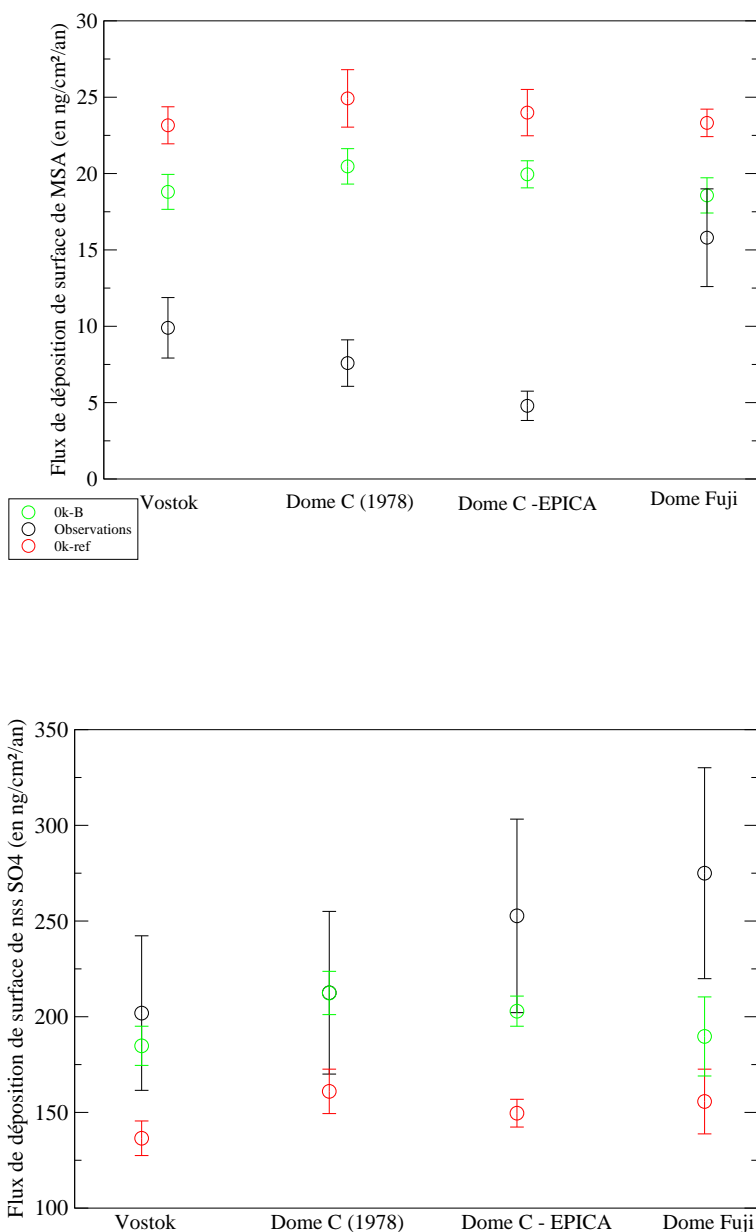 Flux de déposition de surface de MSA (en ng/cm²/an)
30
25
20
15
10
5
0
Vostok
Dome C (1978)
Dome C -EPICA
Dome Fuji
0k-B
Observations
0k-ref
Flux de déposition de surface de nss SO4 (en ng/cm²/an)
350
300
250
200
150
100
Vostok
Dome C (1978)
Dome C - EPICA
Dome Fuji